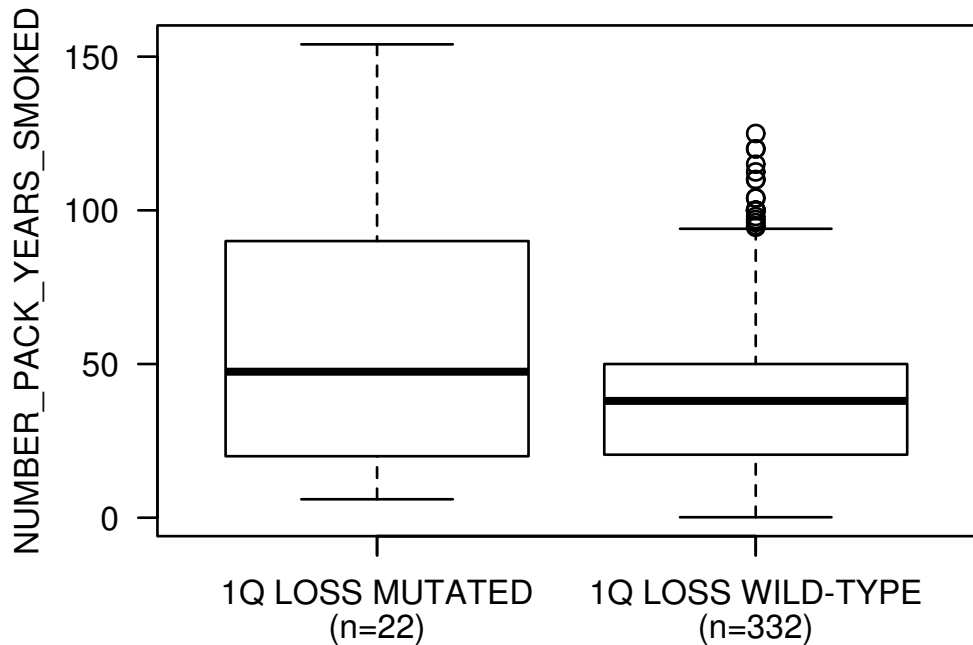 NUMBER_PACK_YEARS_SMOKED
150
100
50
0
1Q LOSS MUTATED
(n=22)
1Q LOSS WILD-TYPE
(n=332)